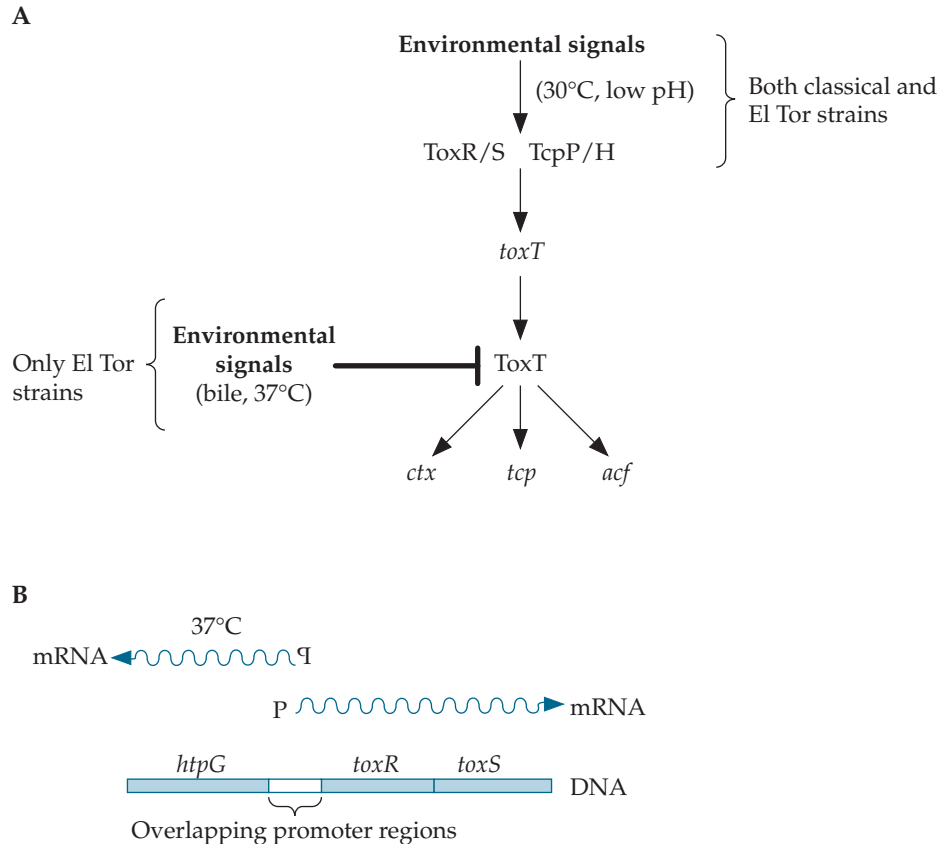 A
Environmental signals
(30°C, low pH)
Both classical and
El Tor strains
ToxR/S TcpP/H
toxT
Only El Tor
strains
Environmental
signals
(bile, 37°C)
ToxT
ctx tcp acf
B
37°C
mRNA P
P mRNA
htpG toxR toxS
DNA
Overlapping promoter regions